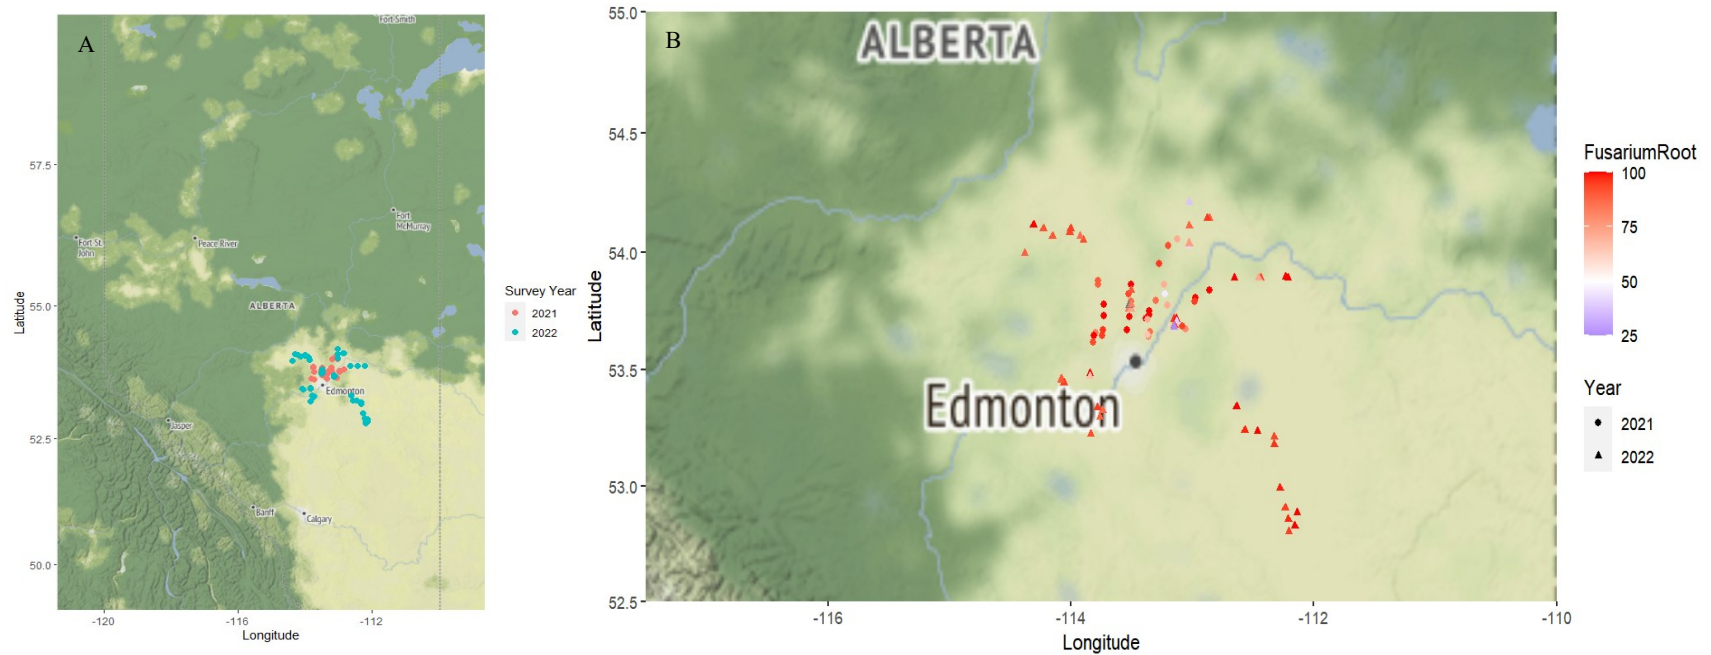 A
Fort Smith
57.5
Fort
McMurray
Fort St.
John
Peace River
55.0
ALBERTA
Edmonton
52.5
Jasper
Banff
Calgary
50.0
-120
-116
-112
Longitude
Latitude
Survey Year
2021
2022
B
ALBERTA
Edmonton
55.0
54.5
54.0
53.5
53.0
52.5
-116
-114
-112
-110
Longitude
Latitude
FusariumRoot
100
75
50
25
Year
2021
2022